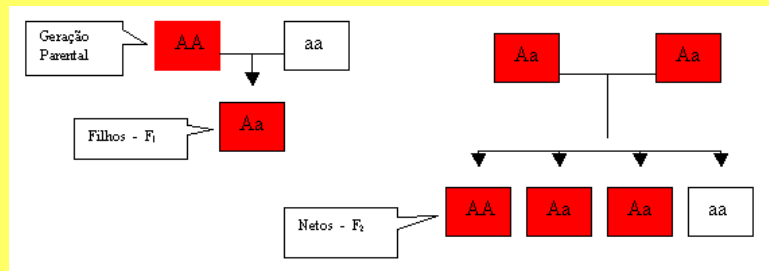 Geração
Parental
AA
aa
Aa
Filhos - F₁
Aa
Aa
AA
Aa
Aa
aa
Netos - F₂